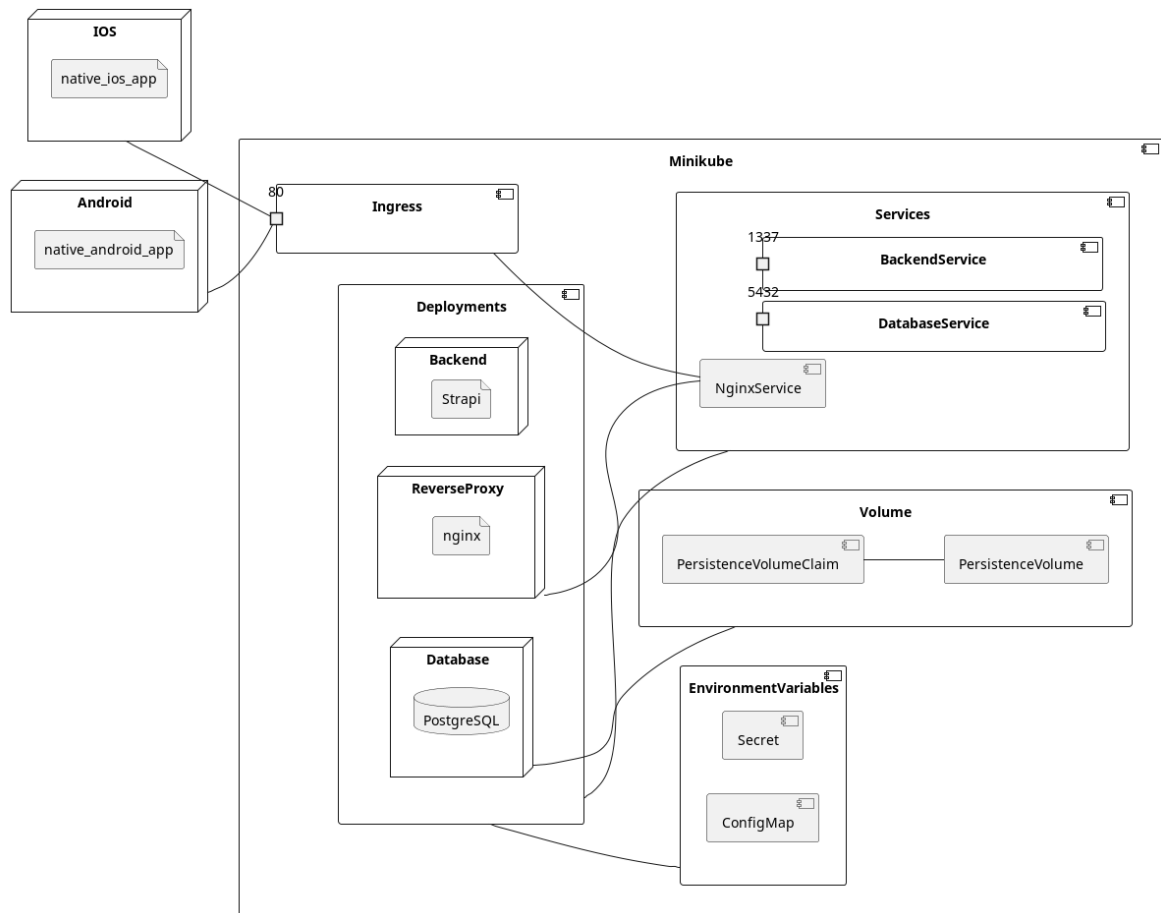 IOS
native_ios_app
Android
native_android_app
Minikube
80
Ingress
Deployments
Backend
Strapi
ReverseProxy
nginx
Database
PostgreSQL
Services
1337
BackendService
5432
DatabaseService
NginxService
Volume
PersistenceVolumeClaim
PersistenceVolume
EnvironmentVariables
Secret
ConfigMap